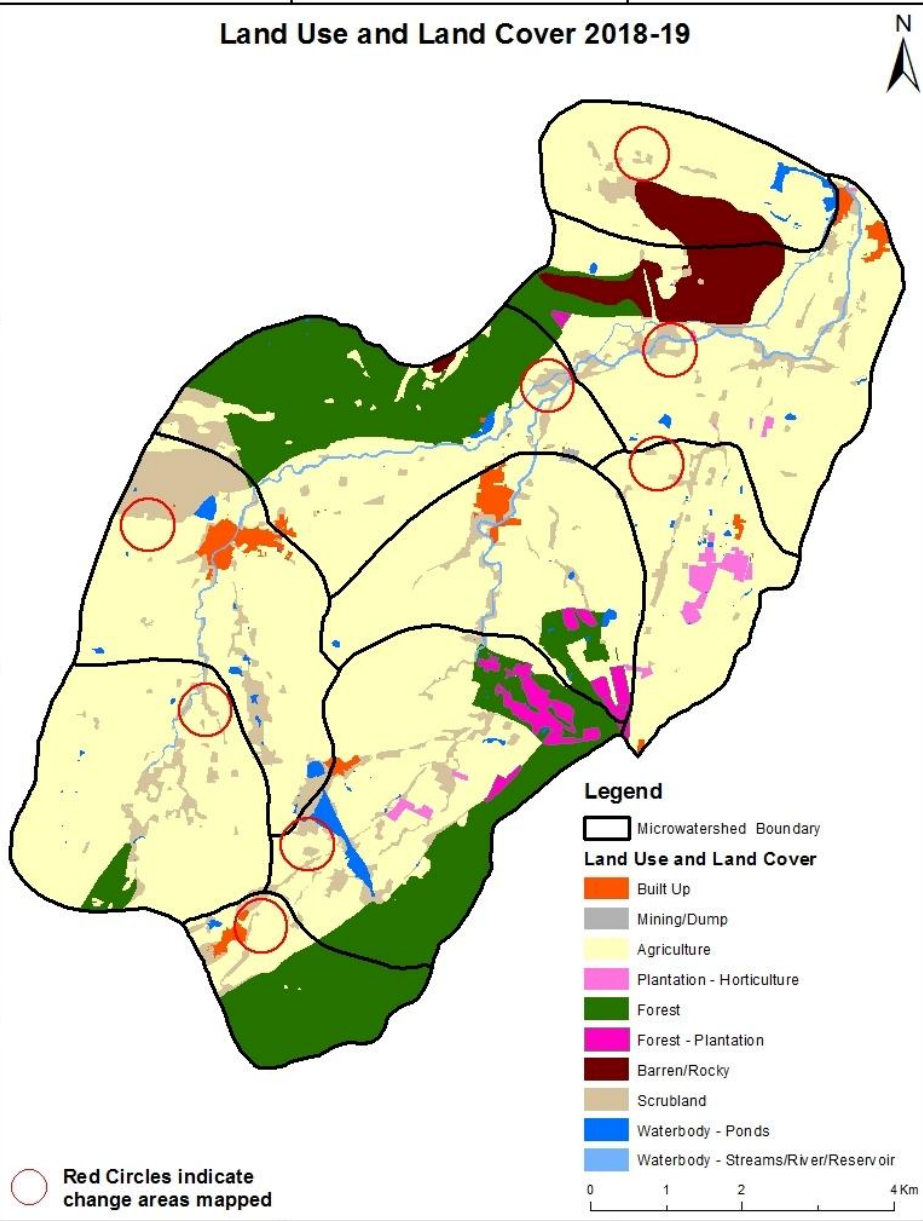 Land Use and Land Cover 2018-19
N
Legend
Microwatershed Boundary
Land Use and Land Cover
Built Up
Mining/Dump
Agriculture
Plantation - Horticulture
Forest
Forest - Plantation
Barren/Rocky
Scrubland
Waterbody - Ponds
Waterbody - Streams/River/Reservoir
Red Circles indicate
change areas mapped
0 1 2 4 Km